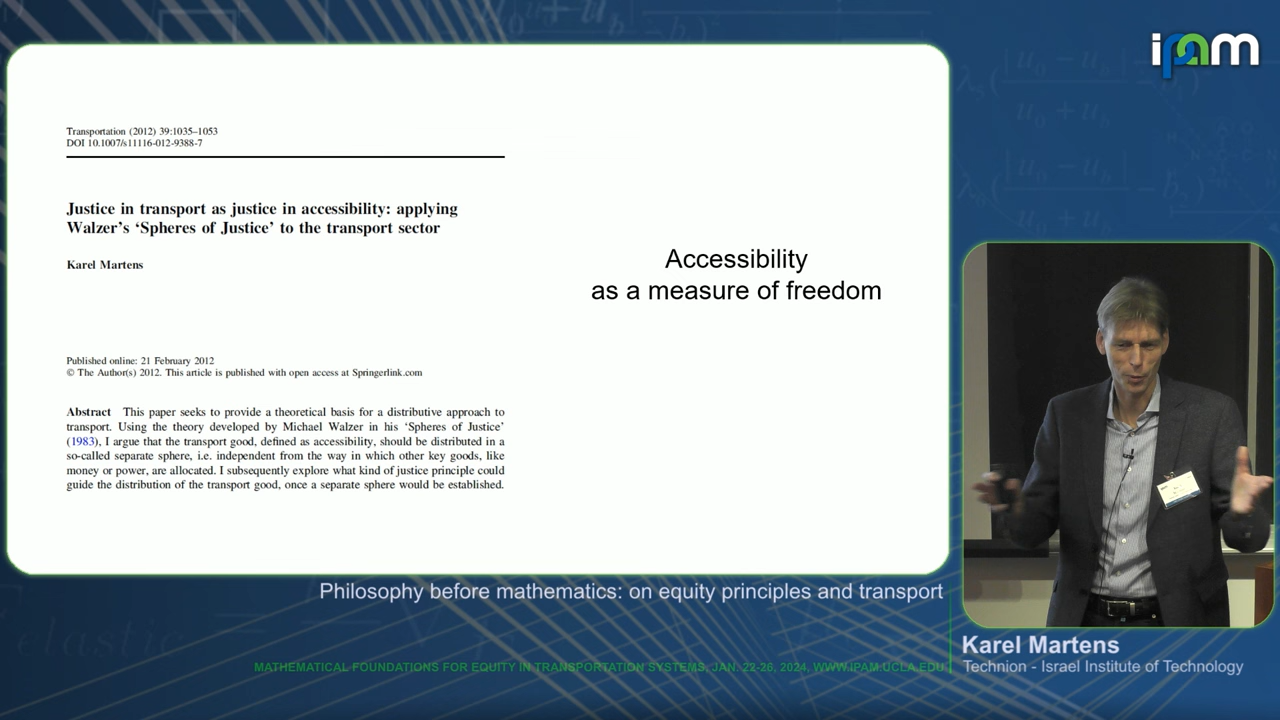 ipam
Transportation (2012) 39:1035–1053
DOI 10.1007/s11116-012-9388-7
Justice in transport as justice in accessibility: applying
Walzer's 'Spheres of Justice' to the transport sector
Karel Martens
Published online: 21 February 2012
© The Author(s) 2012. This article is published with open access at Springerlink.com
Abstract This paper seeks to provide a theoretical basis for a distributive approach to
transport. Using the theory developed by Michael Walzer in his 'Spheres of Justice'
(1983), I argue that the transport good, defined as accessibility, should be distributed in a
so-called separate sphere, i.e. independent from the way in which other key goods, like
money or power, are allocated. I subsequently explore what kind of justice principle could
guide the distribution of the transport good, once a separate sphere would be established.
Accessibility
as a measure of freedom
Philosophy before mathematics: on equity principles and transport
Karel Martens
Technion - Israel Institute of Technology
MATHEMATICAL FOUNDATIONS FOR EQUITY IN TRANSPORTATION SYSTEMS, JAN. 22-26, 2024, WWW.IPAM.UCLA.EDU
elastic